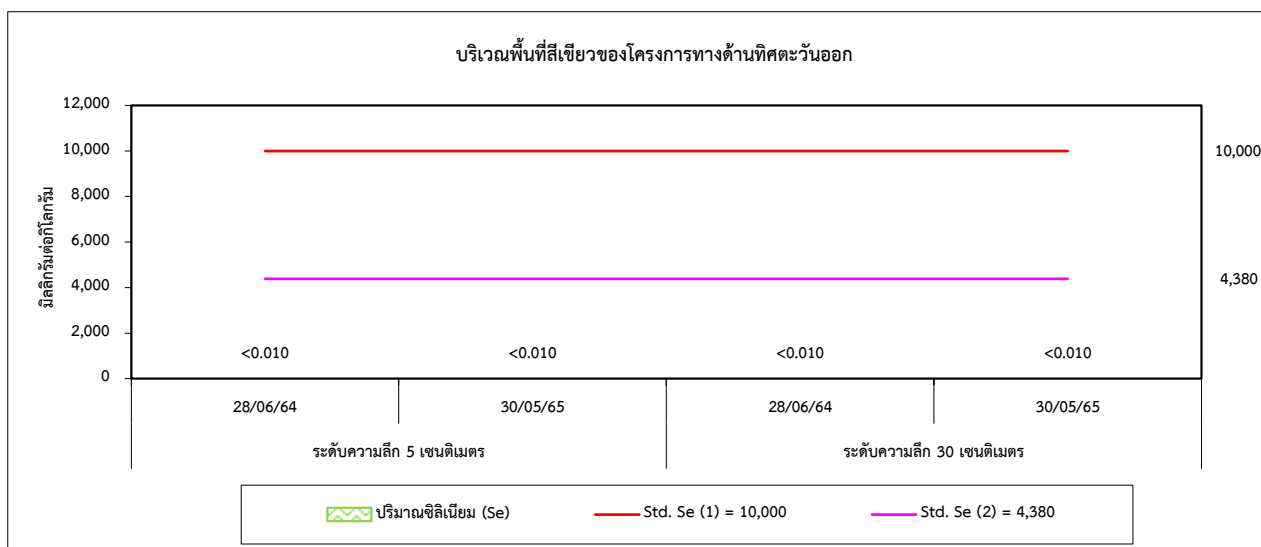 บริเวณพื้นที่สีเขียวของโครงการทางด้านทิศตะวันออก
มิลลิกรัมต่อกิโลกรัม
12,000
10,000
8,000
6,000
4,000
2,000
0
10,000
4,380
<0.010 <0.010 <0.010 <0.010
28/06/64 30/05/65 28/06/64 30/05/65
ระดับความลึก 5 เซนติเมตร ระดับความลึก 30 เซนติเมตร
ปริมาณซิลิเนียม (Se) Std. Se (1) = 10,000 Std. Se (2) = 4,380